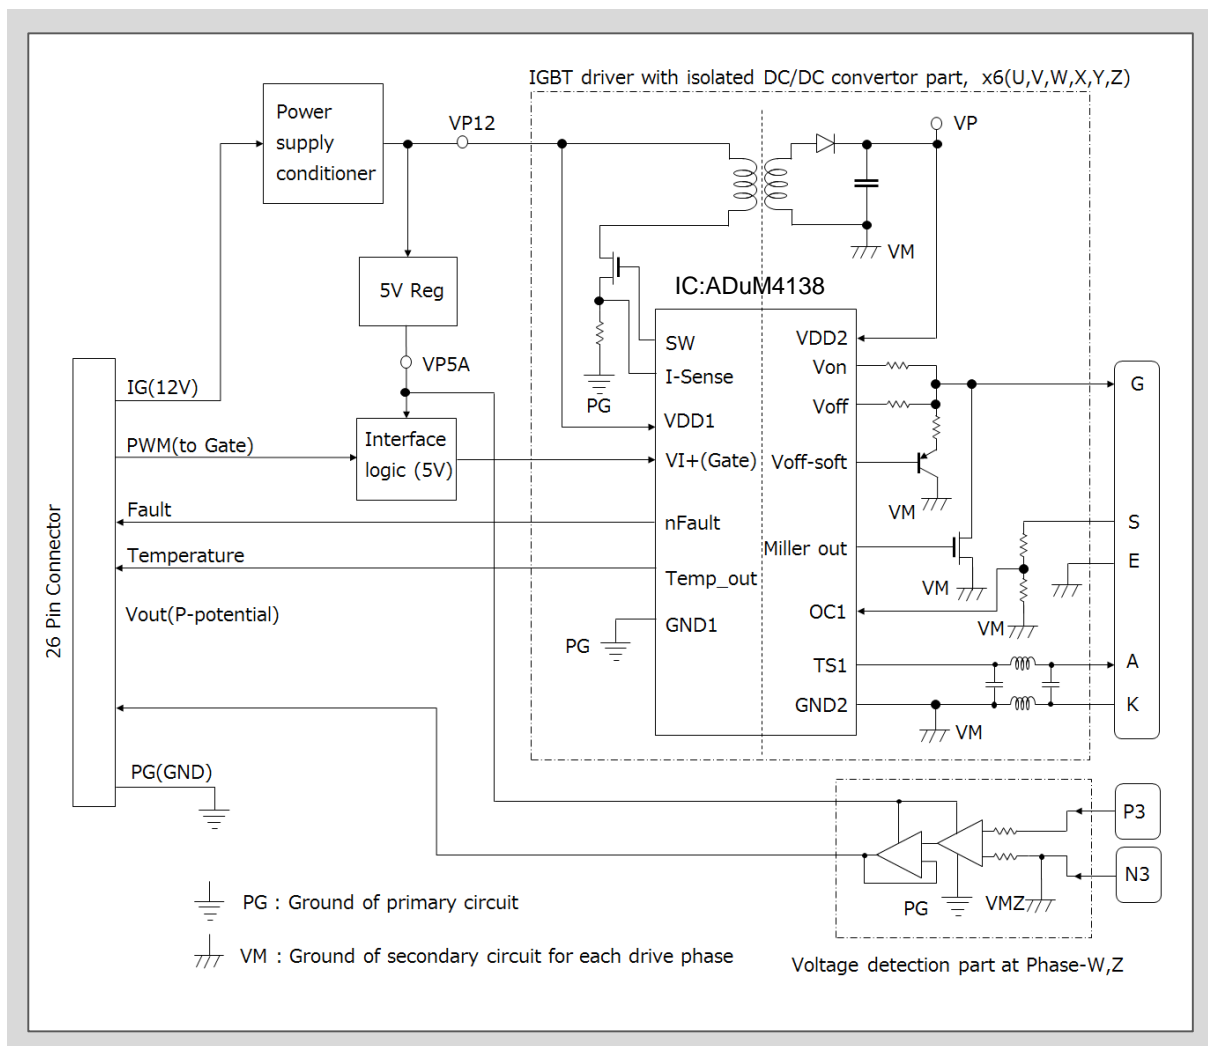 IGBT driver with isolated DC/DC convertor part, x6(U,V,W,X,Y,Z)
Power
supply
conditioner
VP12
VP
VM
5V Reg
IC:ADuM4138
VP5A
PG
SW
I-Sense
VDD1
VI+(Gate)
nFault
Temp_out
GND1
PG
VDD2
Von
Voff
Voff-soft
Miller out
OC1
TS1
GND2
VM
VM
VM
VM
G
S
E
A
K
26 Pin Connector
IG(12V)
PWM(to Gate)
Interface
logic (5V)
Fault
Temperature
Vout(P-potential)
PG(GND)
P3
N3
PG
VMZ
PG : Ground of primary circuit
VM : Ground of secondary circuit for each drive phase
Voltage detection part at Phase-W,Z